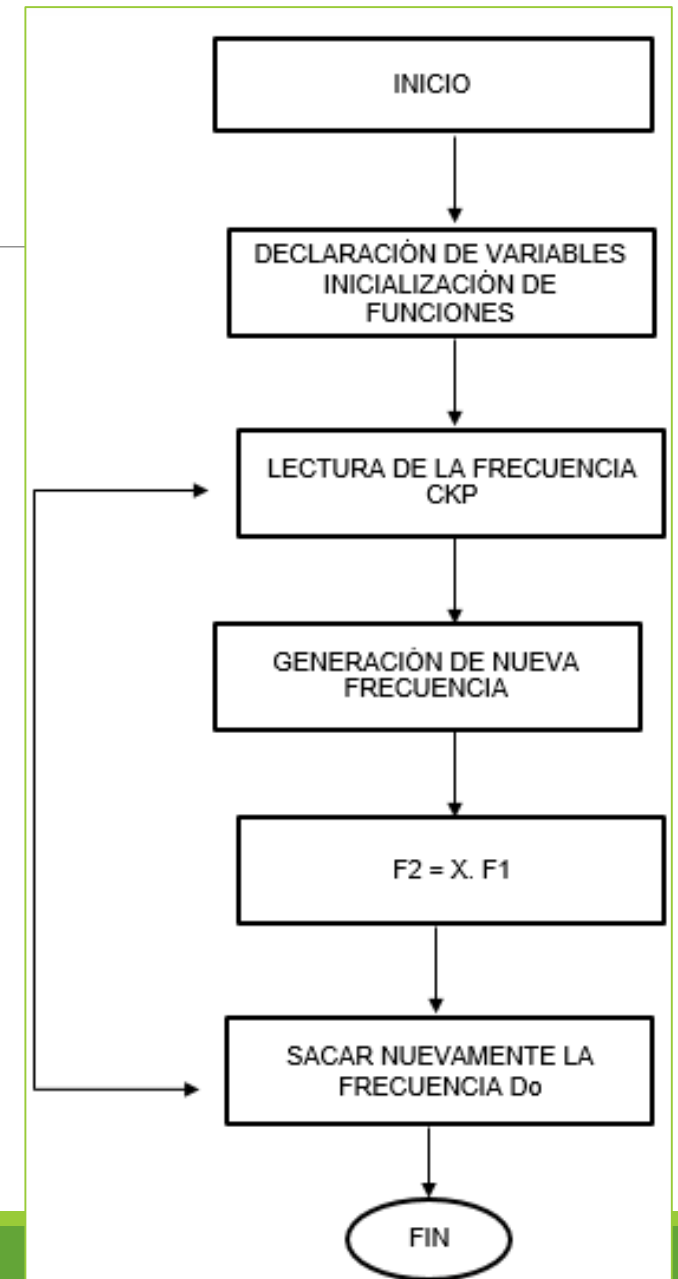 INICIO
DECLARACIÓN DE VARIABLES
INICIALIZACIÓN DE
FUNCIONES
LECTURA DE LA FRECUENCIA
CKP
GENERACIÓN DE NUEVA
FRECUENCIA
F2 = X. F1
SACAR NUEVAMENTE LA
FRECUENCIA Do
FIN